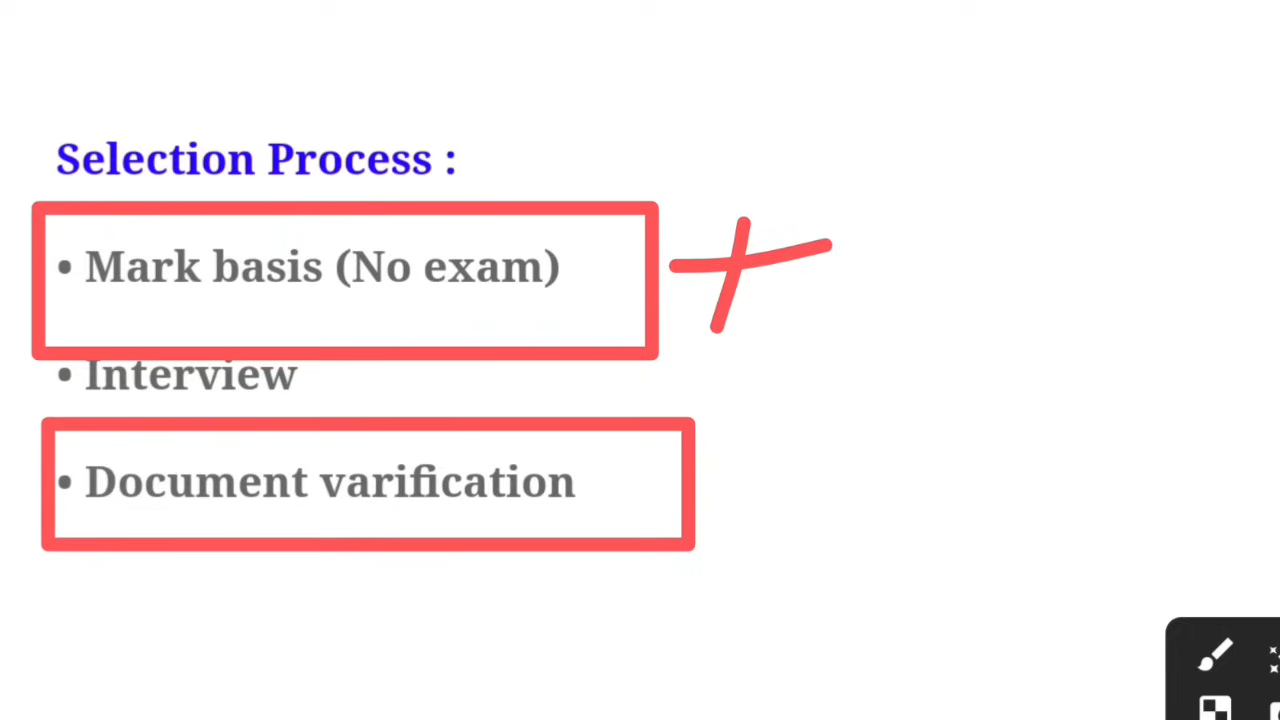 Selection Process :
• Mark basis (No exam)
• Interview
• Document varification